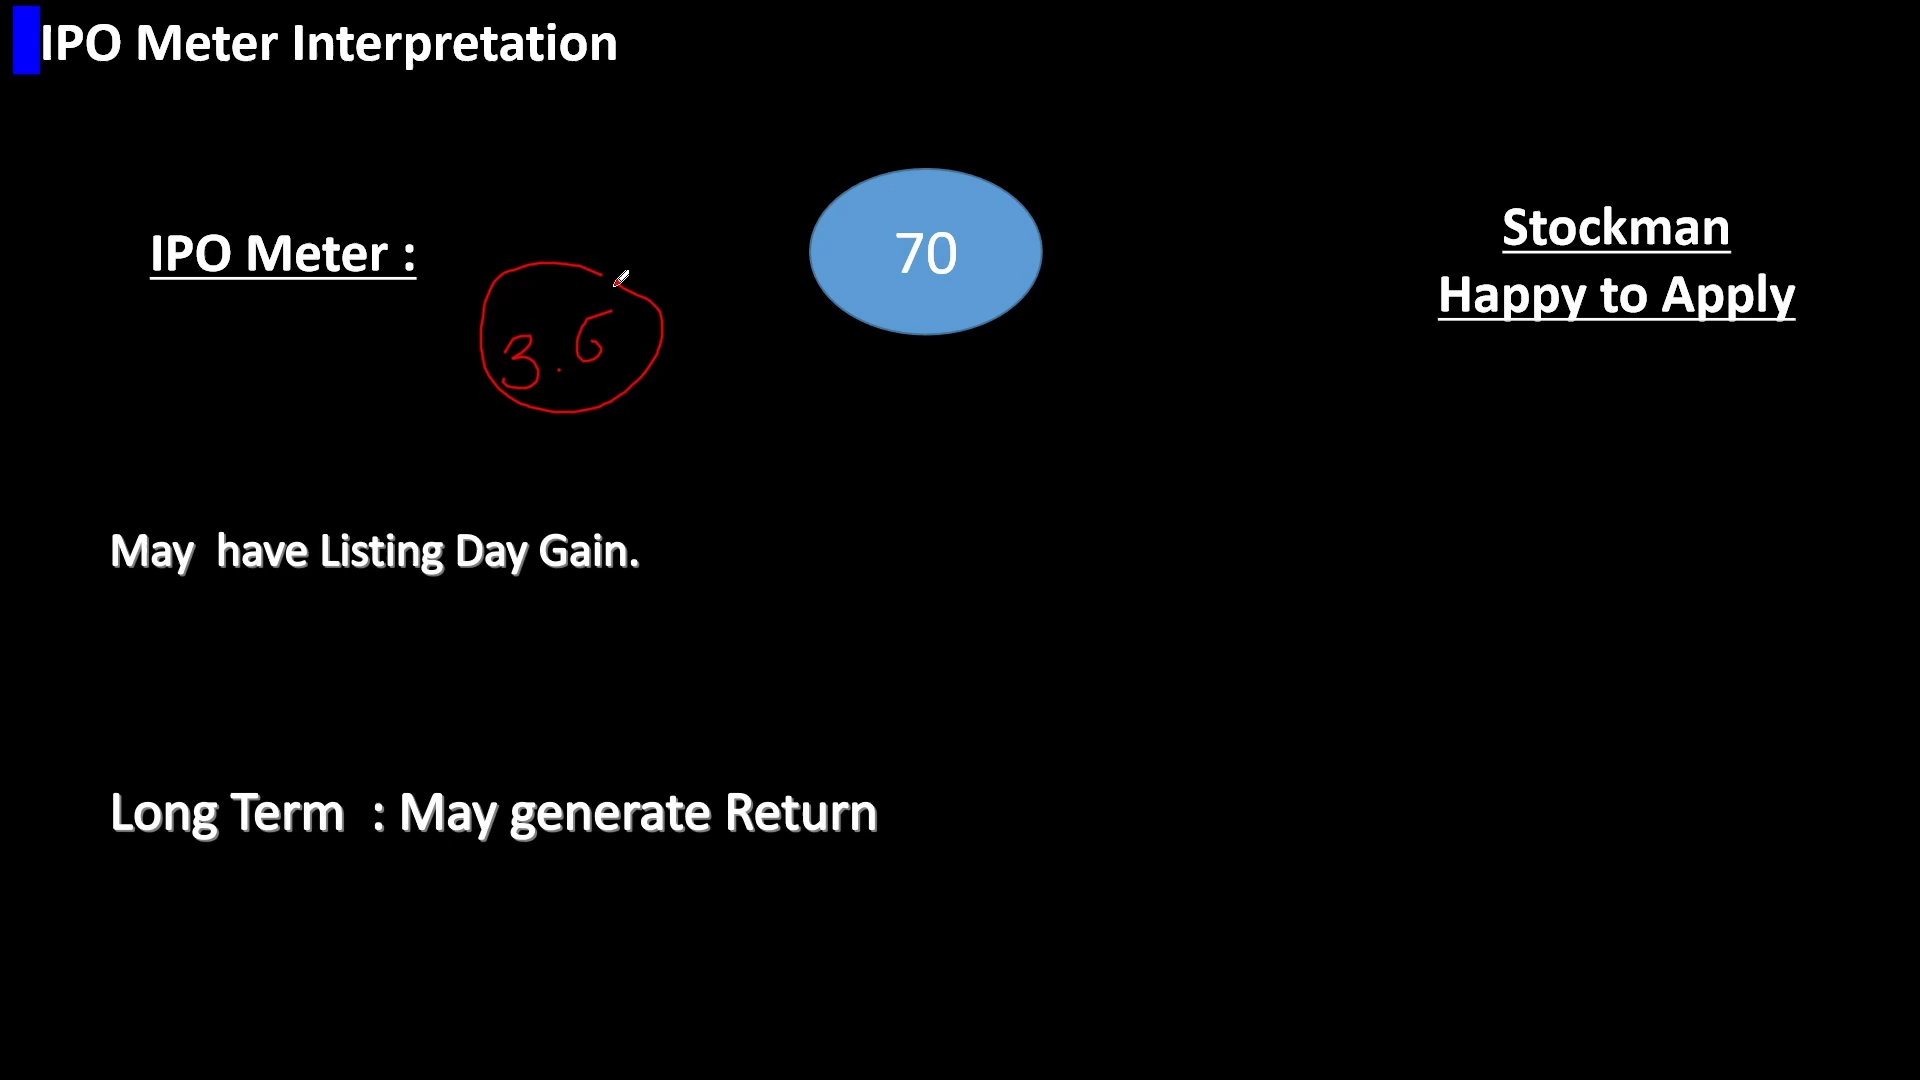 IPO Meter Interpretation
IPO Meter :
3.5
70
Stockman
Happy to Apply
May have Listing Day Gain.
Long Term : May generate Return